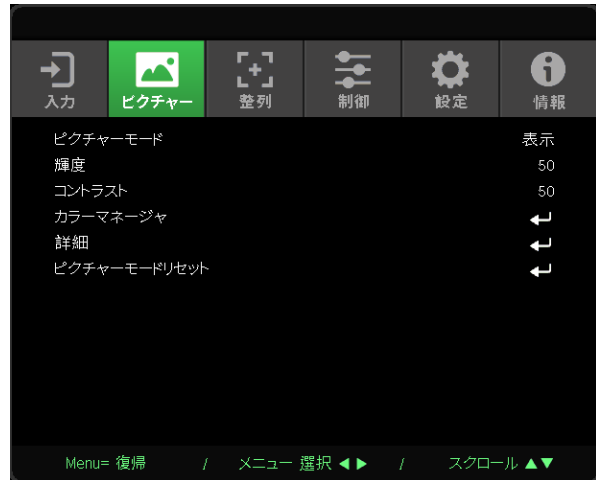 入力 ピクチャー 整列 制御 設定 情報
ピクチャーモード 表示
輝度 50
コントラスト 50
カラーマネージャ
詳細
ピクチャーモードリセット
Menu= 復帰 / メニュー 選択 ◀ ▶ / スクロール ▲▼